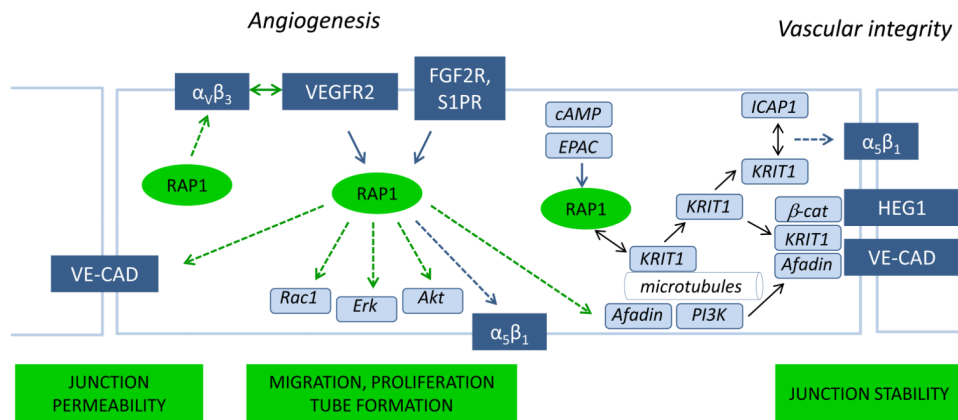 Angiogenesis
Vascular integrity
αVβ3
VEGFR2
FGF2R,
S1PR
RAP1
RAP1
cAMP
EPAC
RAP1
ICAP1
KRIT1
α5β1
KRIT1
KRIT1
β-cat
KRIT1
Afadin
HEG1
VE-CAD
VE-CAD
Rac1
Erk
Akt
α5β1
microtubules
Afadin
PI3K
JUNCTION
PERMEABILITY
MIGRATION, PROLIFERATION
TUBE FORMATION
JUNCTION STABILITY